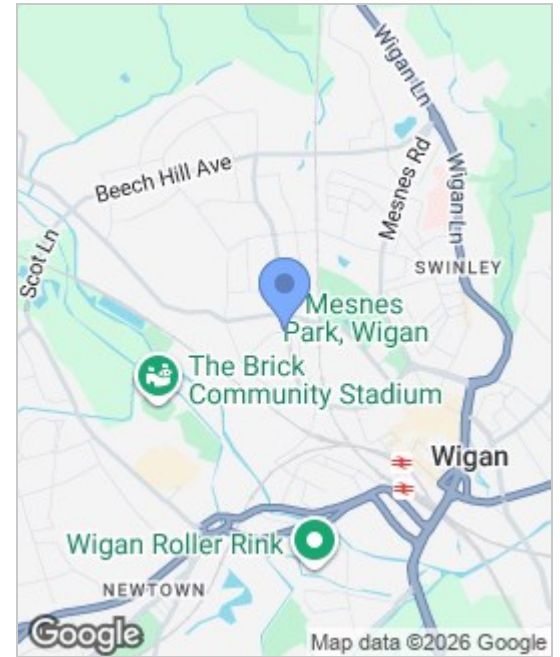 Wigan Ln
Beech Hill Ave
Mesnes Rd
Wigan Ln
Scot Ln
SWINLEY
Mesnes
Park, Wigan
The Brick
Community Stadium
Wigan
Wigan Roller Rink
NEWTOWN
Google
Map data ©2026 Google